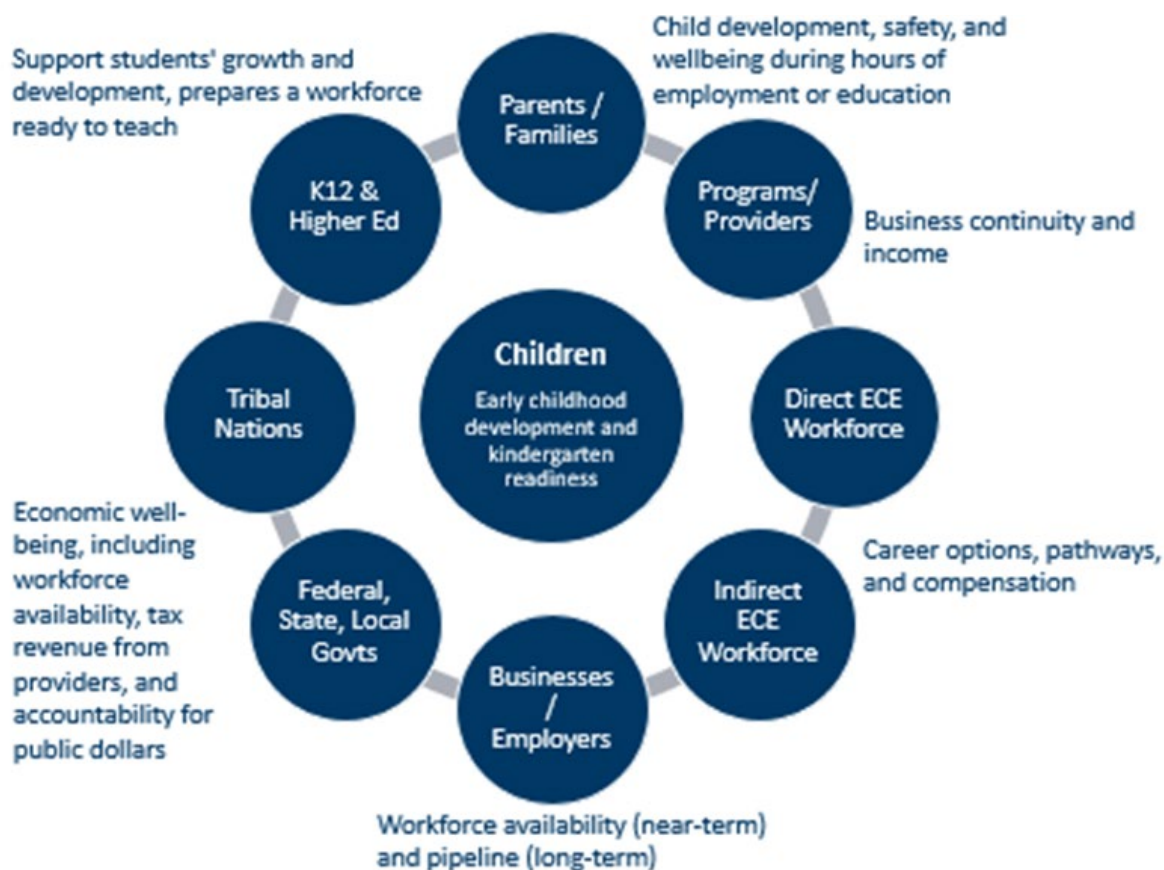 Support students' growth and
development, prepares a workforce
ready to teach
Parents /
Families
Child development, safety, and
wellbeing during hours of
employment or education
K12 &
Higher Ed
Programs/
Providers
Business continuity and
income
Children
Early childhood
development and
kindergarten
readiness
Tribal
Nations
Direct ECE
Workforce
Economic well-
being, including
workforce
availability, tax
revenue from
providers, and
accountability for
public dollars
Federal,
State, Local
Govts
Career options, pathways,
and compensation
Indirect
ECE
Workforce
Businesses
/
Employers
Workforce availability (near-term)
and pipeline (long-term)